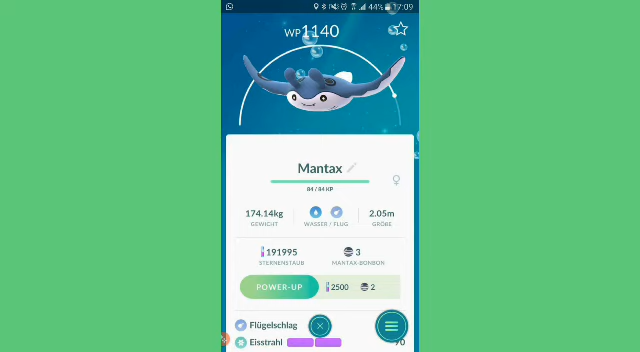 44% 17:09
WP1140
Mantax
84 / 84 KP
174.14kg
GEWICHT
WASSER / FLUG
2.05m
GRÖßE
191995
STERNENSTAUB
3
MANTAX-BONBON
POWER-UP
2500
2
Flügelschlag
Eisstrahl
90